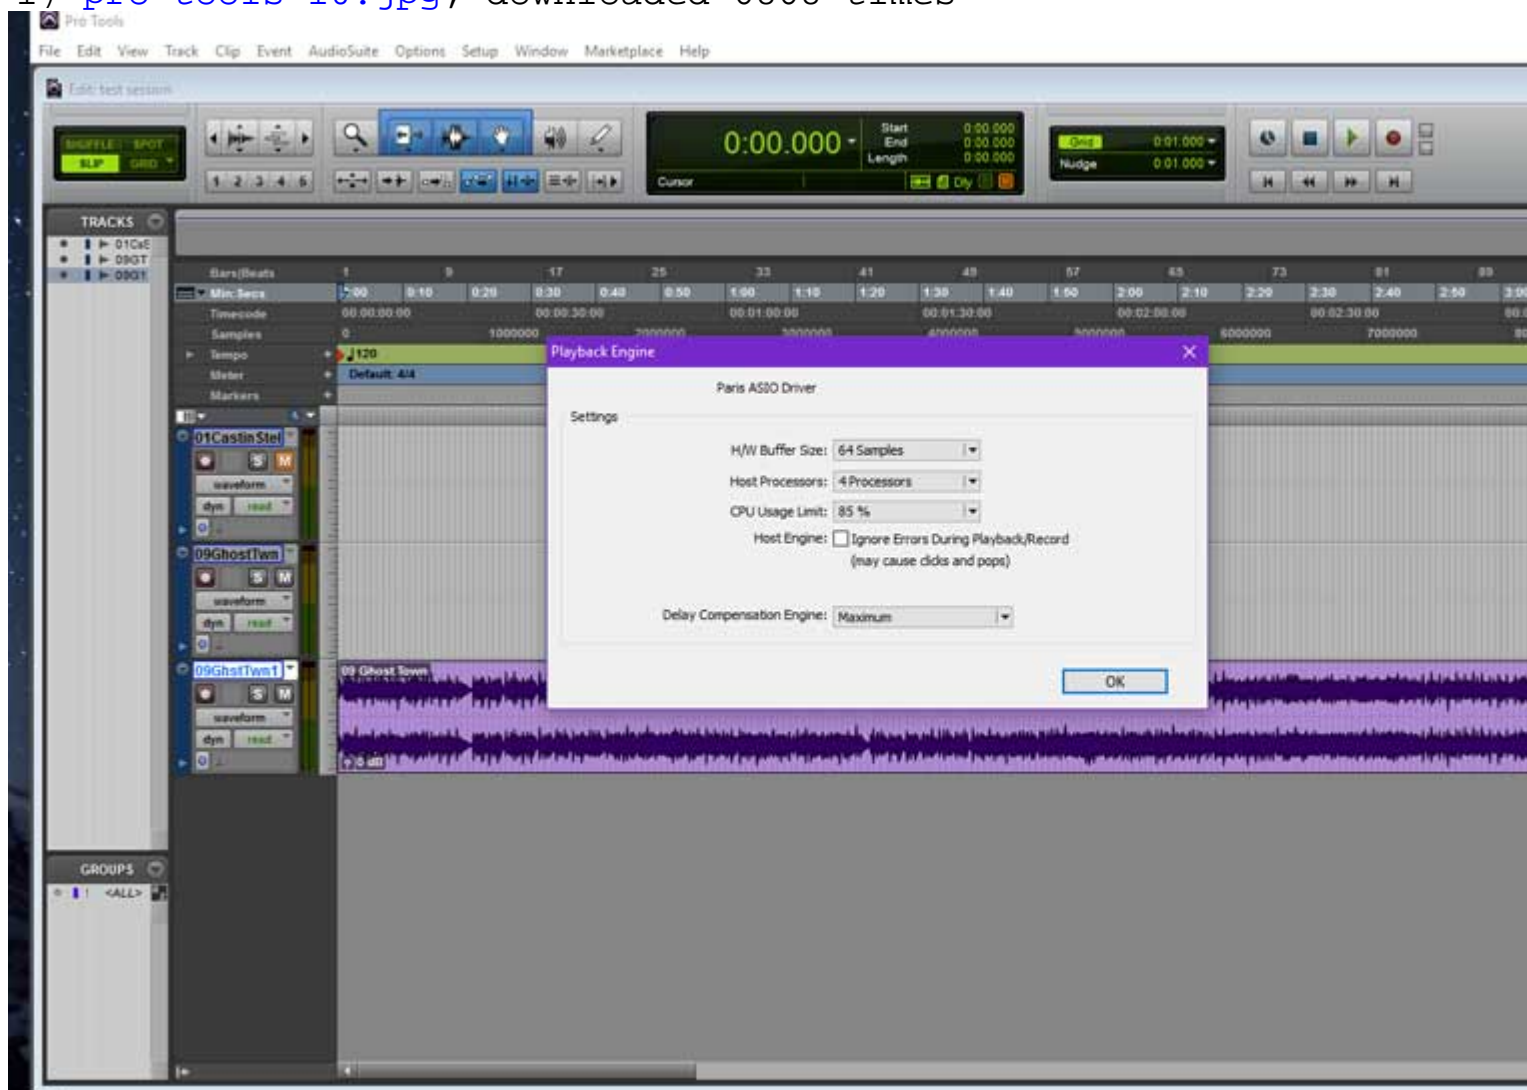 Pro Tools
File Edit View Track Clip Event AudioSuite Options Setup Window Marketplace Help
Edit: test session
SHUFFLE SPOT
SLIP GRID
1 2 3 4 5
0:00.000
Start 0:00.000
End 0:00.000
Length 0:00.000
Cursor
Dly
Grid 0:01.000
Nudge 0:01.000
TRACKS
01CsS
09GT
09G1
Bars|Beats 1 9 17 25 33 41 49 57 65 73 81 89
Min:Secs 0:00 0:10 0:20 0:30 0:40 0:50 1:00 1:10 1:20 1:30 1:40 1:50 2:00 2:10 2:20 2:30 2:40 2:50 3:00
Timecode 00:00:00:00 00:00:30:00 00:01:00:00 00:01:30:00 00:02:00:00 00:02:30:00
Samples 0 1000000 2000000 3000000 4000000 5000000 6000000 7000000
Tempo 120
Meter Default: 4/4
Markers
Playback Engine
Paris ASIO Driver
Settings
H/W Buffer Size: 64 Samples
Host Processors: 4 Processors
CPU Usage Limit: 85 %
Host Engine: Ignore Errors During Playback/Record
(may cause clicks and pops)
Delay Compensation Engine: Maximum
OK
01CastinStel
S M
waveform
dyn read
09GhostTwn
S M
waveform
dyn read
09GhstTwn1
S M
waveform
dyn read
09 Ghost Town
0 dB
GROUPS
! <ALL>